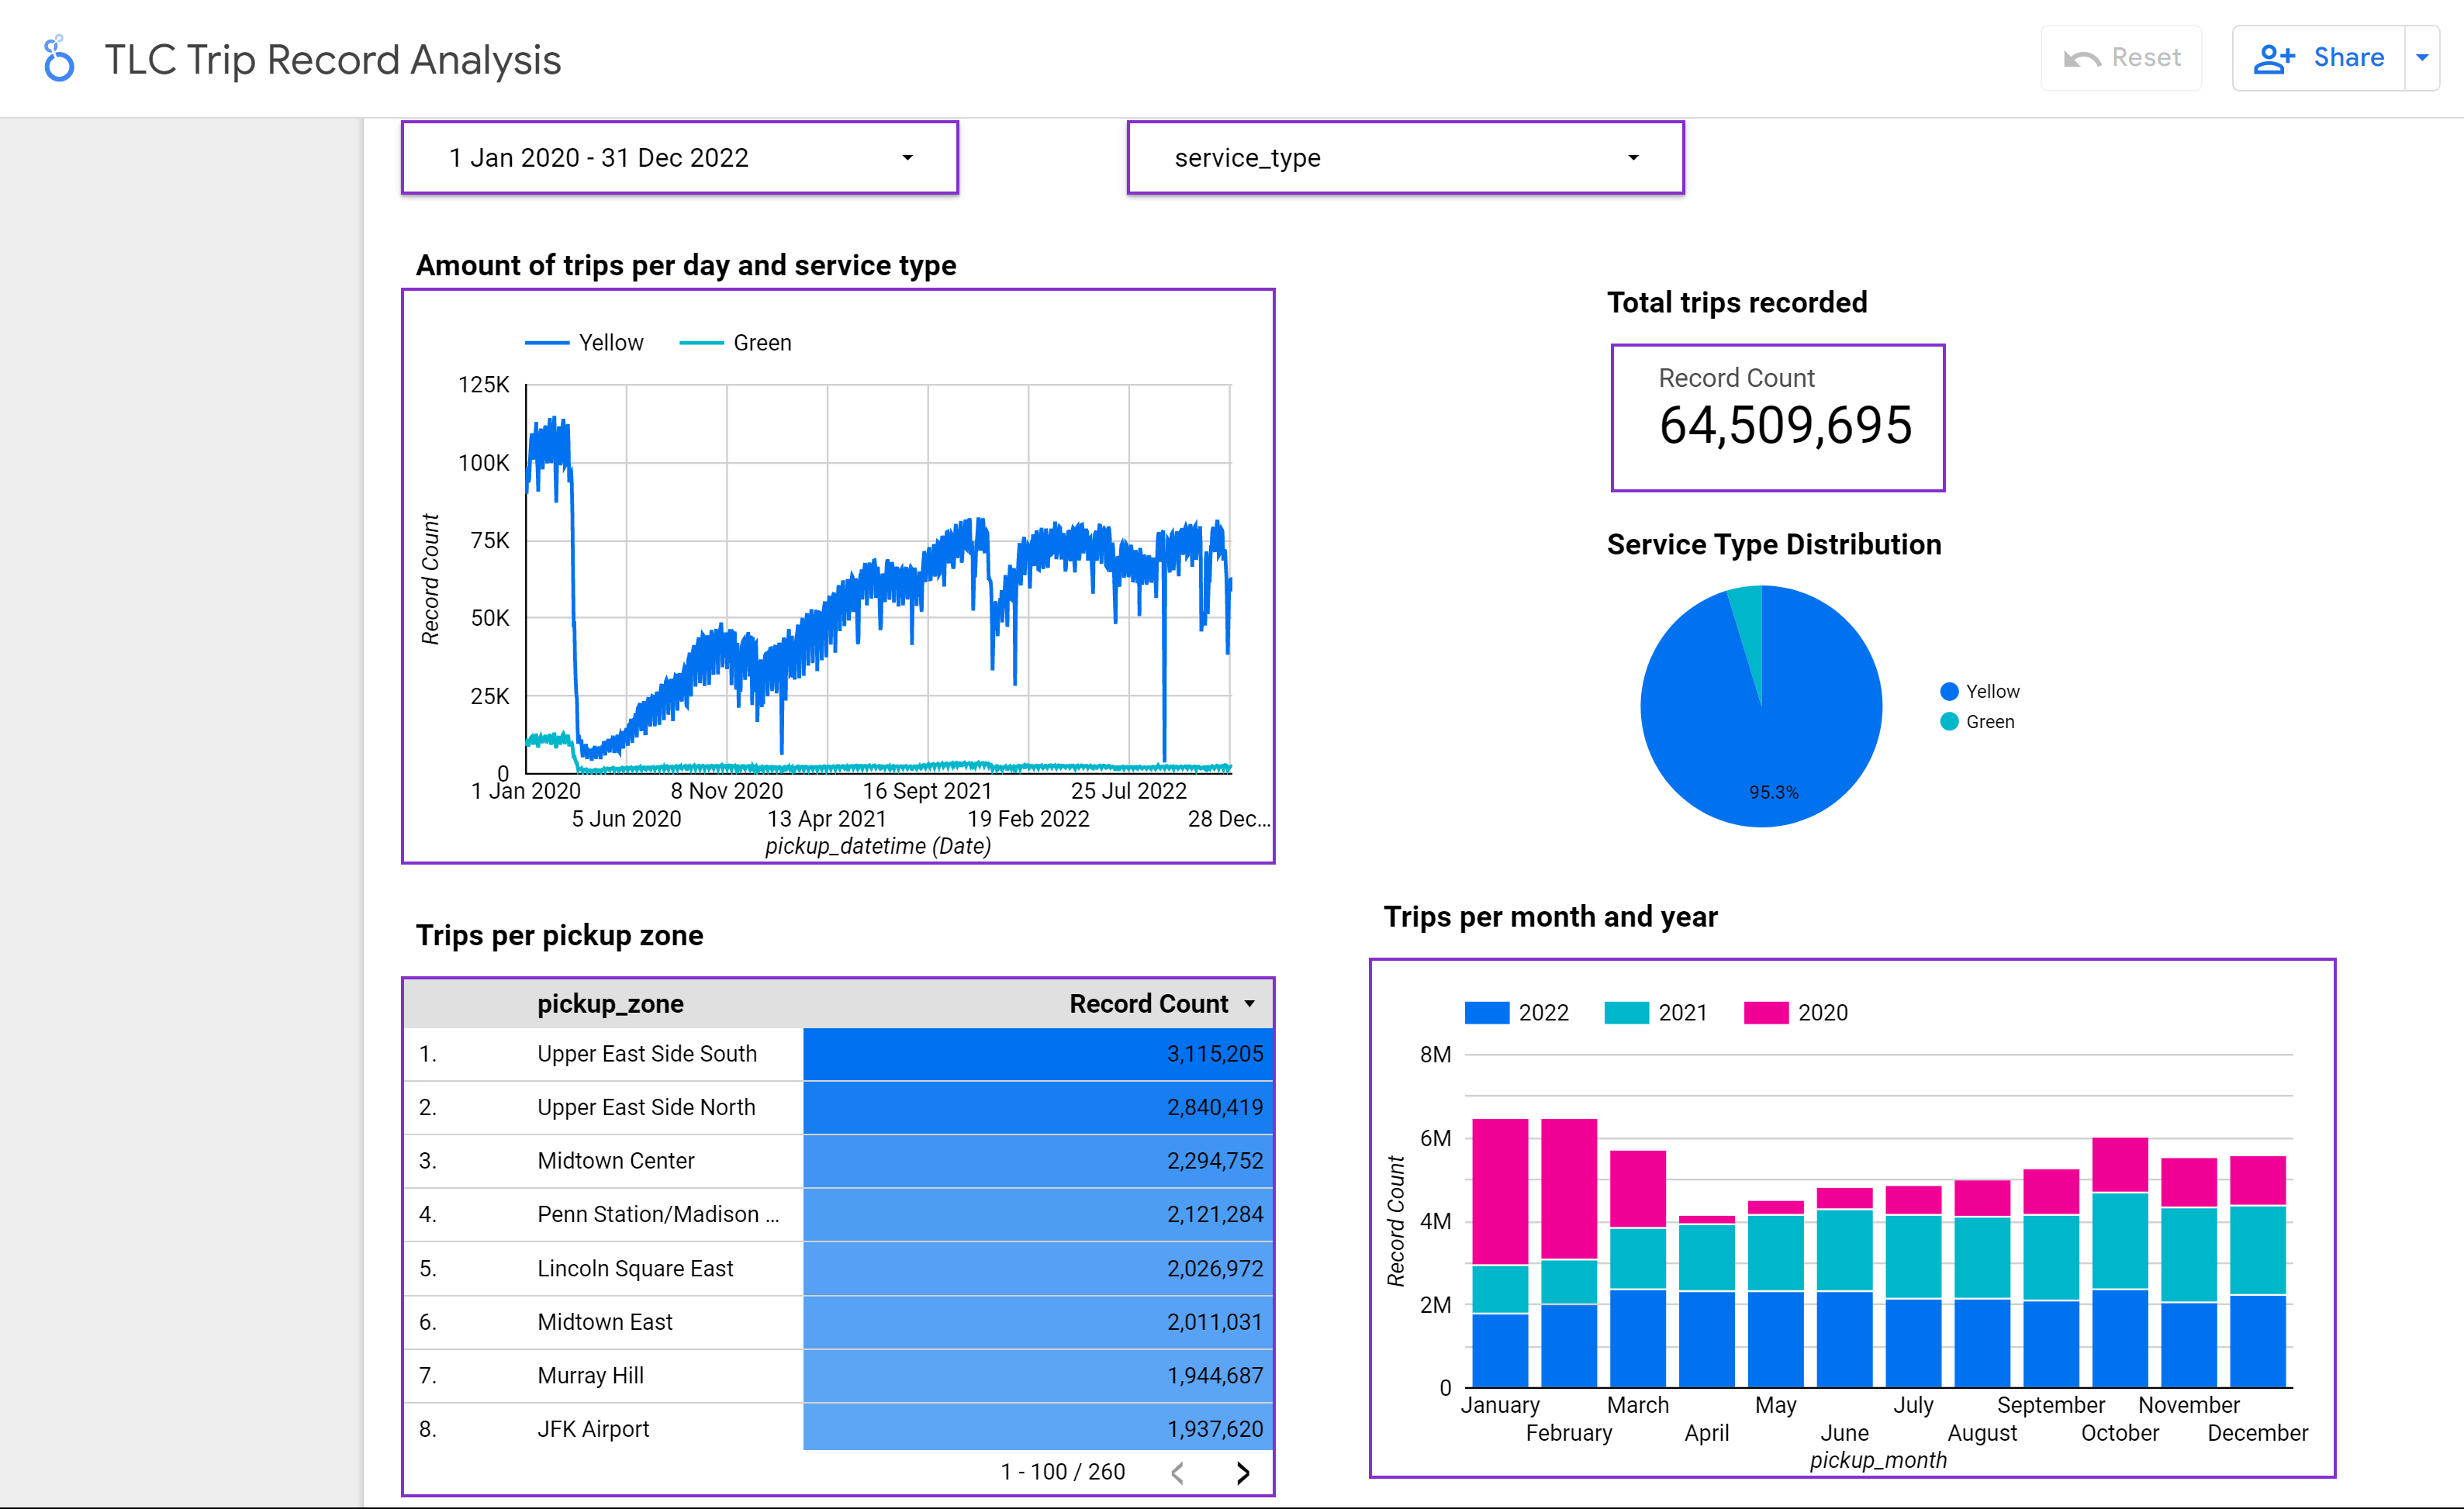 TLC Trip Record Analysis
Reset
Share
1 Jan 2020 - 31 Dec 2022
service_type
Amount of trips per day and service type
Yellow Green
125K
100K
75K
50K
25K
0
Record Count
1 Jan 2020 8 Nov 2020 16 Sept 2021 25 Jul 2022
5 Jun 2020 13 Apr 2021 19 Feb 2022 28 Dec...
pickup_datetime (Date)
Total trips recorded
Record Count
64,509,695
Service Type Distribution
95.3%
Yellow
Green
Trips per pickup zone
pickup_zone Record Count
1. Upper East Side South 3,115,205
2. Upper East Side North 2,840,419
3. Midtown Center 2,294,752
4. Penn Station/Madison ... 2,121,284
5. Lincoln Square East 2,026,972
6. Midtown East 2,011,031
7. Murray Hill 1,944,687
8. JFK Airport 1,937,620
1 - 100 / 260
Trips per month and year
2022 2021 2020
8M
6M
4M
2M
0
Record Count
January March May July September November
February April June August October December
pickup_month